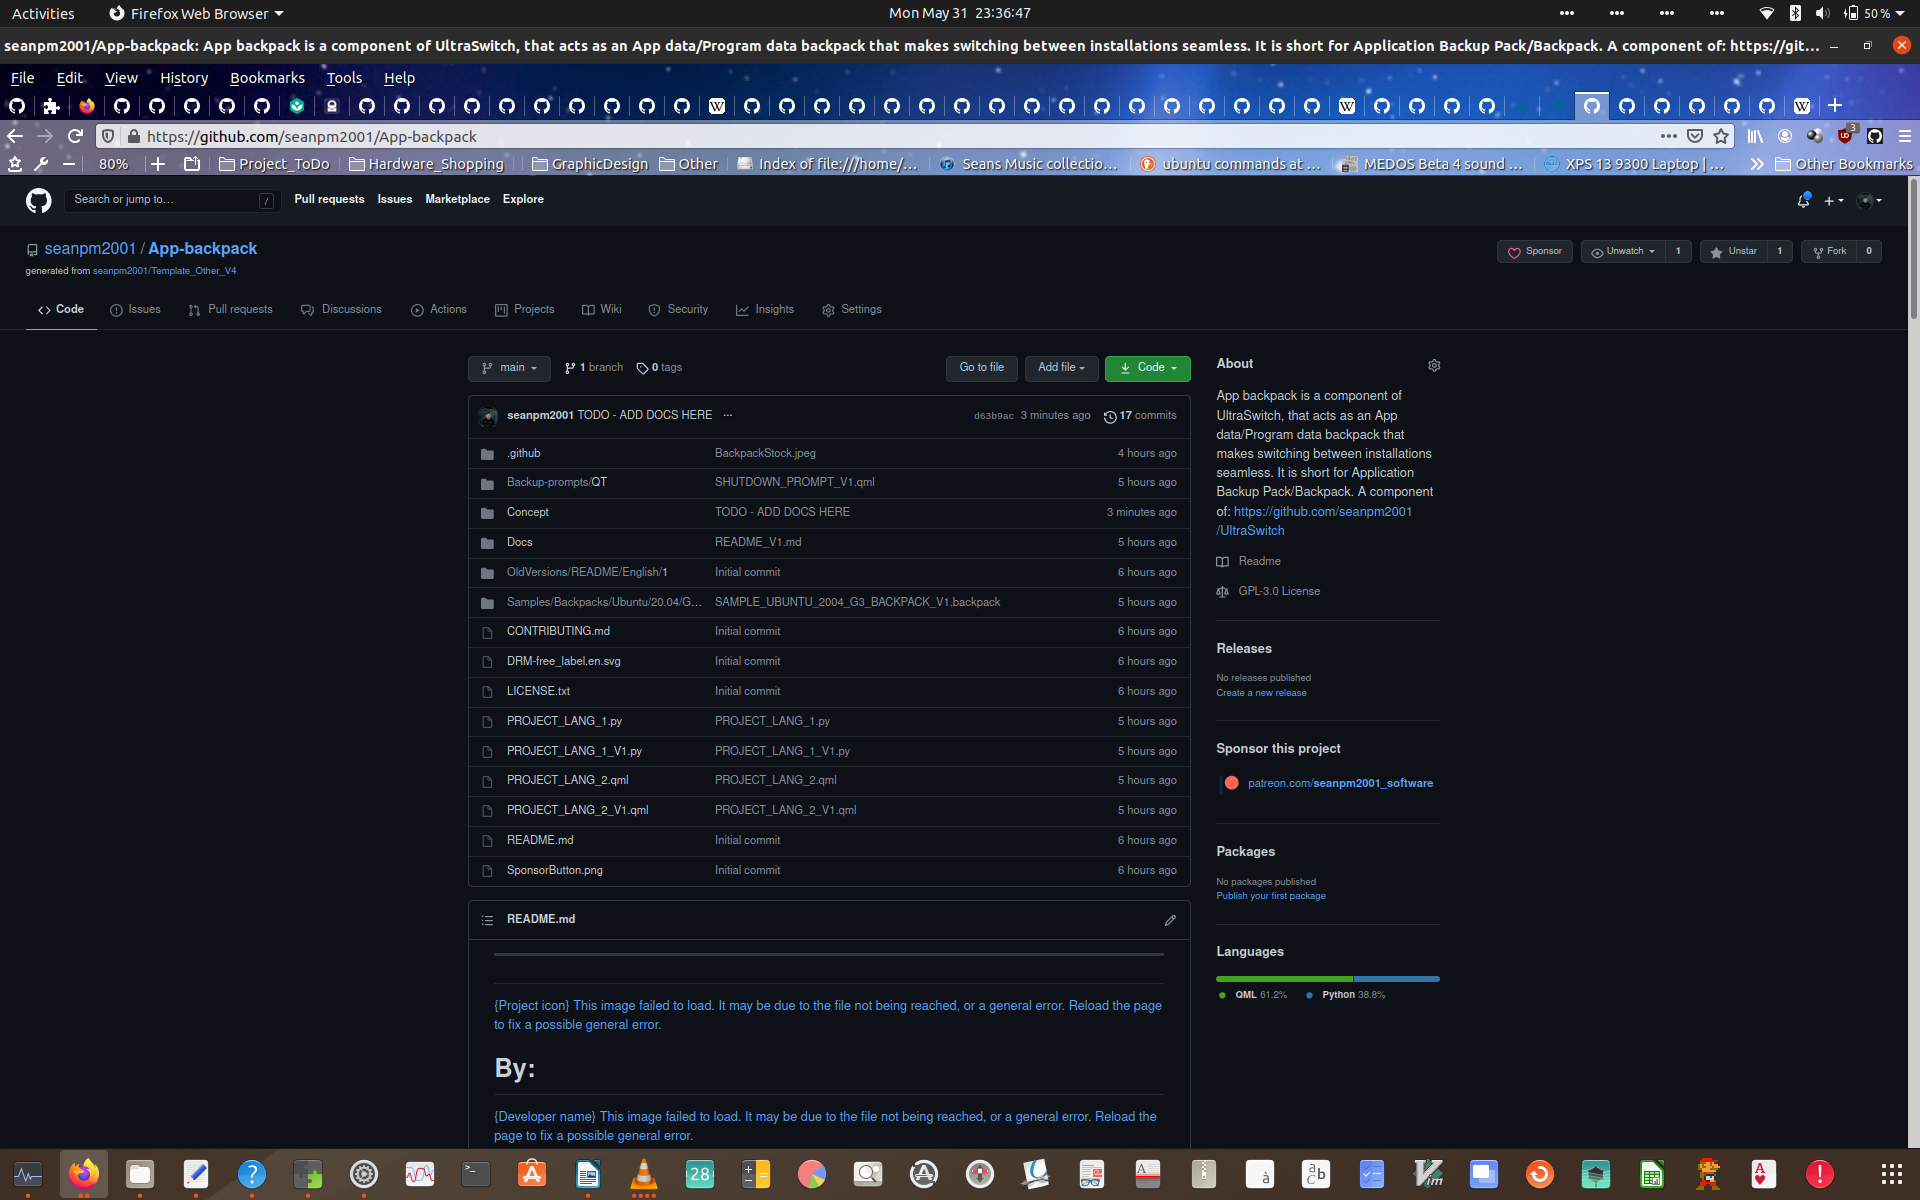 Activities
Firefox Web Browser
Mon May 31 23:36:47
50 %
seanpm2001/App-backpack: App backpack is a component of UltraSwitch, that acts as an App data/Program data backpack that makes switching between installations seamless. It is short for Application Backup Pack/Backpack. A component of: https://git...
File Edit View History Bookmarks Tools Help
https://github.com/seanpm2001/App-backpack
3
80%
Project_ToDo
Hardware_Shopping
GraphicDesign
Other
Index of file:///home/...
Seans Music collectio...
ubuntu commands at ...
MEDOS Beta 4 sound ...
XPS 13 9300 Laptop | ...
Other Bookmarks
Search or jump to... /
Pull requests Issues Marketplace Explore
seanpm2001 / App-backpack
generated from seanpm2001/Template_Other_V4
Sponsor
Unwatch 1
Unstar 1
Fork 0
Code Issues Pull requests Discussions Actions Projects Wiki Security Insights Settings
main 1 branch 0 tags Go to file Add file Code
seanpm2001 TODO - ADD DOCS HERE ... d63b9ac 3 minutes ago 17 commits
.github BackpackStock.jpeg 4 hours ago
Backup-prompts/QT SHUTDOWN_PROMPT_V1.qml 5 hours ago
Concept TODO - ADD DOCS HERE 3 minutes ago
Docs README_V1.md 5 hours ago
OldVersions/README/English/1 Initial commit 6 hours ago
Samples/Backpacks/Ubuntu/20.04/G... SAMPLE_UBUNTU_2004_G3_BACKPACK_V1.backpack 5 hours ago
CONTRIBUTING.md Initial commit 6 hours ago
DRM-free_label.en.svg Initial commit 6 hours ago
LICENSE.txt Initial commit 6 hours ago
PROJECT_LANG_1.py PROJECT_LANG_1.py 5 hours ago
PROJECT_LANG_1_V1.py PROJECT_LANG_1_V1.py 5 hours ago
PROJECT_LANG_2.qml PROJECT_LANG_2.qml 5 hours ago
PROJECT_LANG_2_V1.qml PROJECT_LANG_2_V1.qml 5 hours ago
README.md Initial commit 6 hours ago
SponsorButton.png Initial commit 6 hours ago
README.md
{Project icon} This image failed to load. It may be due to the file not being reached, or a general error. Reload the page
to fix a possible general error.
By:
{Developer name} This image failed to load. It may be due to the file not being reached, or a general error. Reload the
page to fix a possible general error.
About
App backpack is a component of
UltraSwitch, that acts as an App
data/Program data backpack that
makes switching between installations
seamless. It is short for Application
Backup Pack/Backpack. A component
of: https://github.com/seanpm2001
/UltraSwitch
Readme
GPL-3.0 License
Releases
No releases published
Create a new release
Sponsor this project
patreon.com/seanpm2001_software
Packages
No packages published
Publish your first package
Languages
QML 61.2% Python 38.8%
28